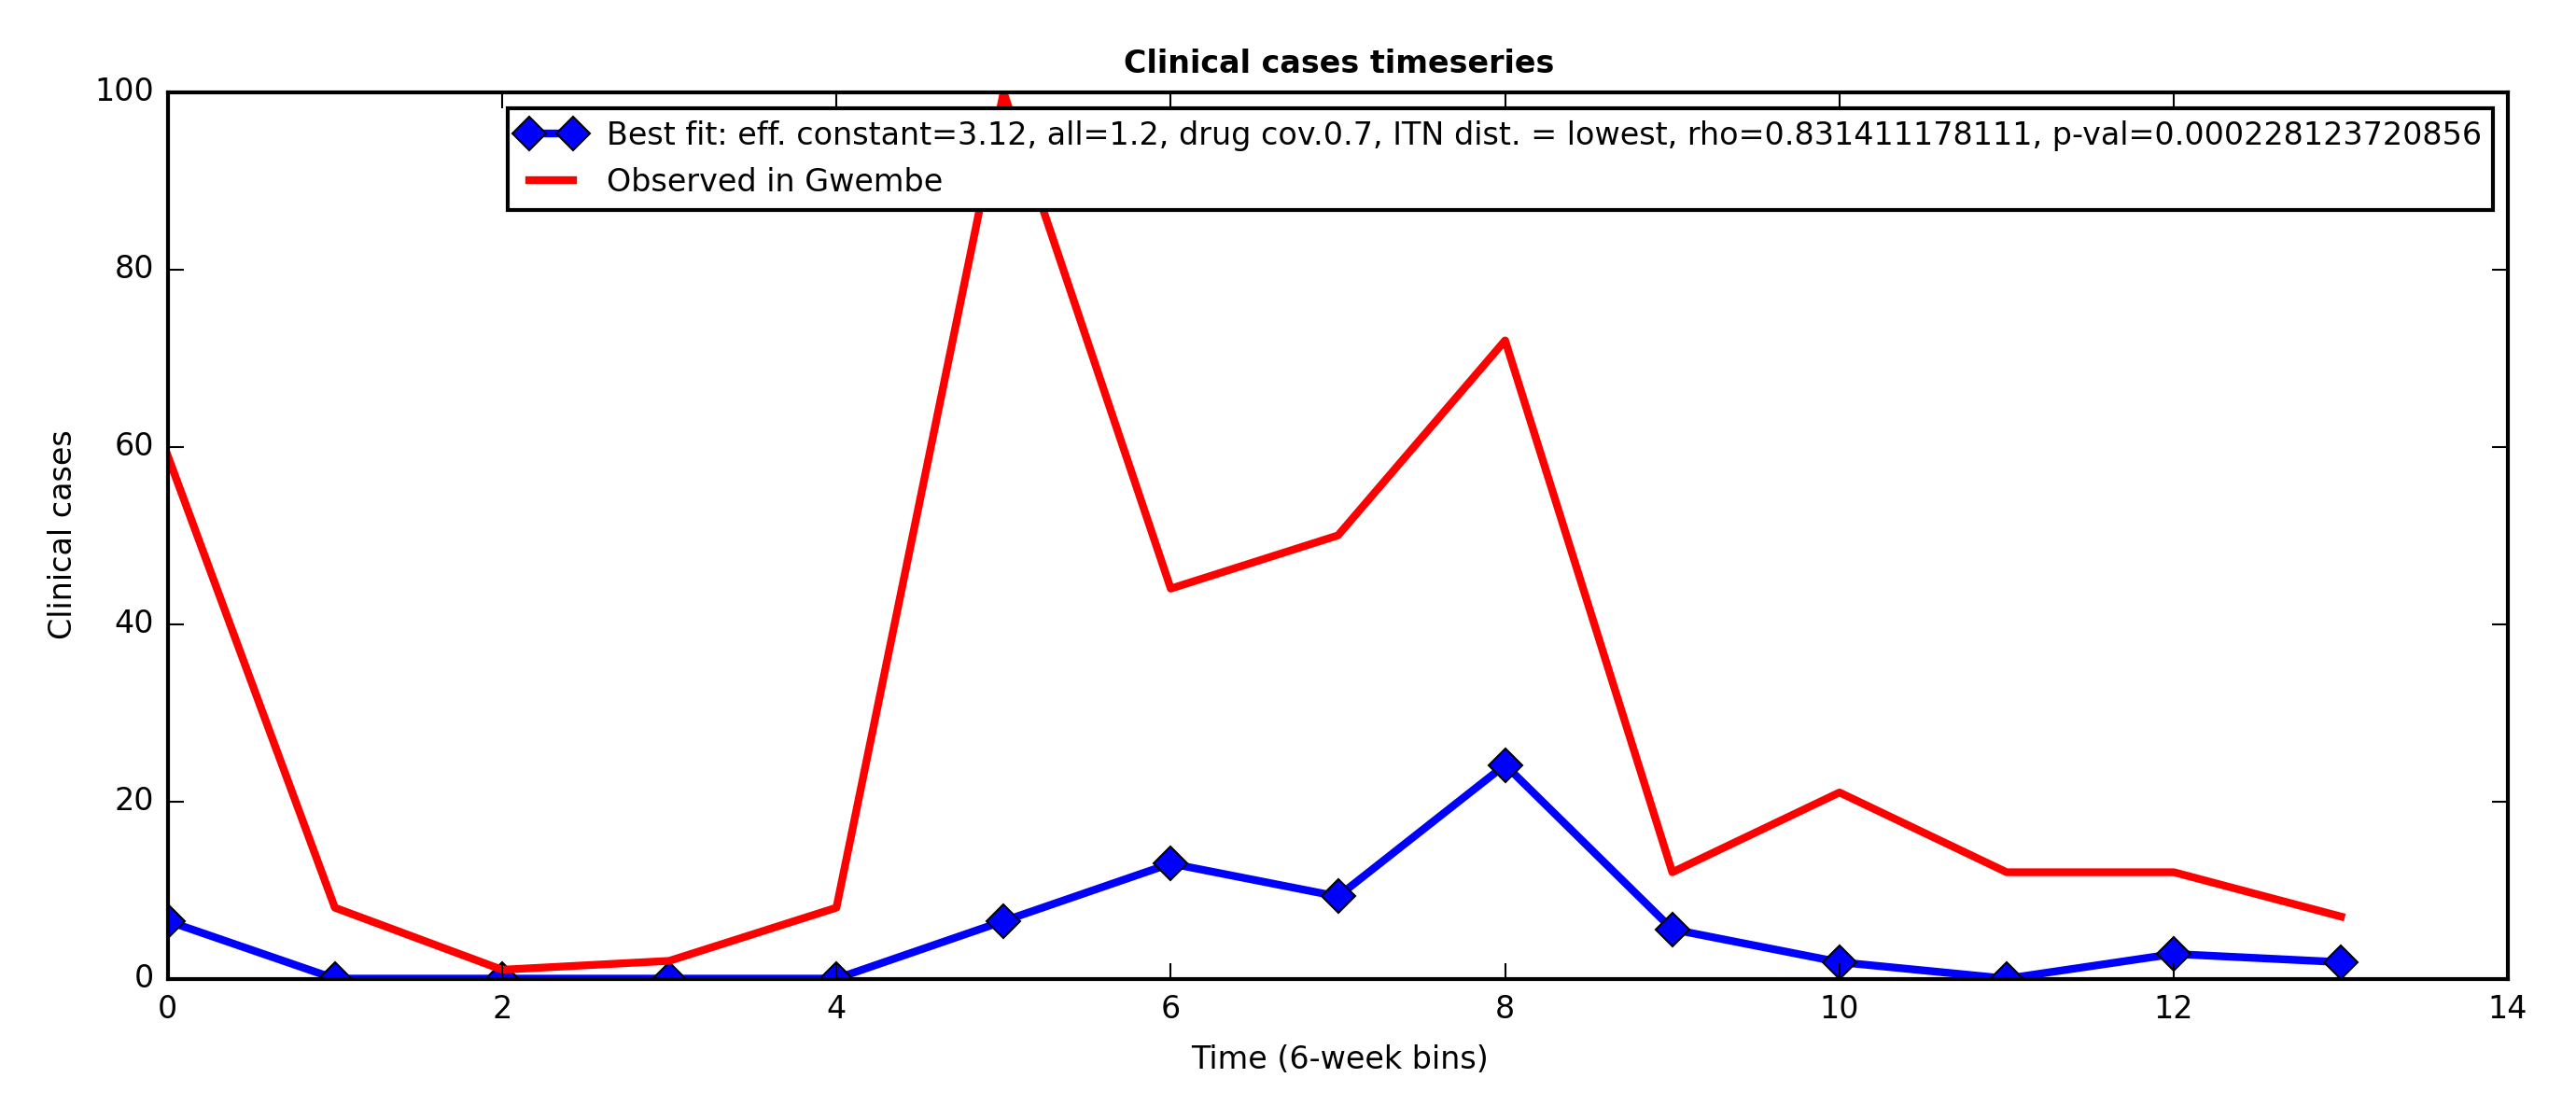 Clinical cases timeseries
100
80
60
40
20
0
Clinical cases
Best fit: eff. constant=3.12, all=1.2, drug cov.0.7, ITN dist. = lowest, rho=0.831411178111, p-val=0.000228123720856
Observed in Gwembe
0 2 4 6 8 10 12 14
Time (6-week bins)